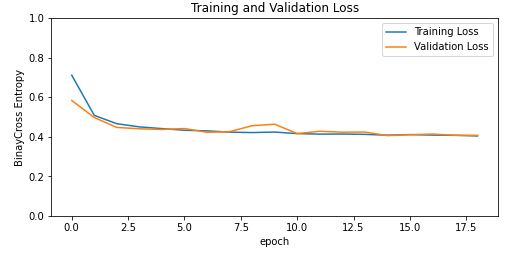 Training and Validation Loss
Training Loss
Validation Loss
BinayCross Entropy
1.0
0.8
0.6
0.4
0.2
0.0
0.0 2.5 5.0 7.5 10.0 12.5 15.0 17.5
epoch